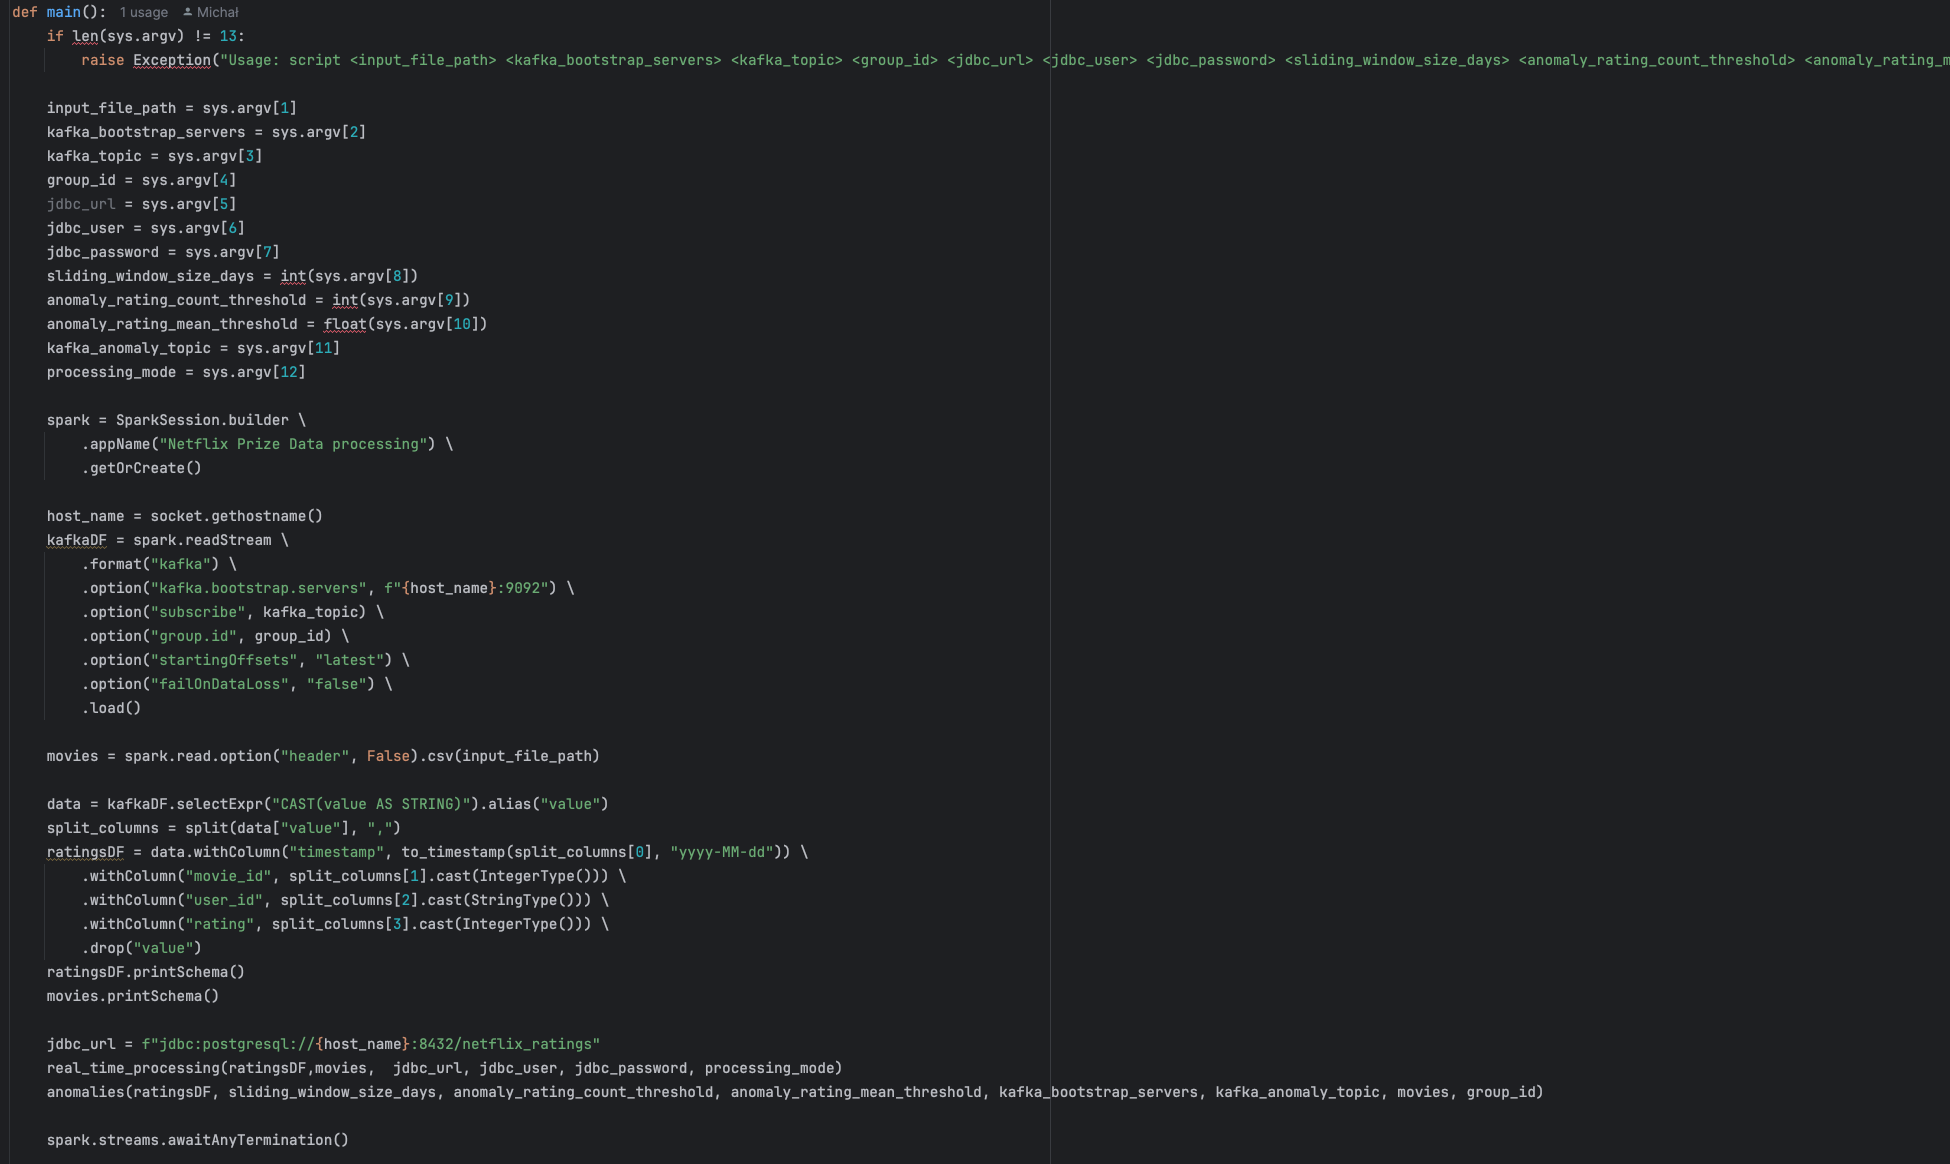 def main(): 1 usage Michał
    if len(sys.argv) != 13:
        raise Exception("Usage: script <input_file_path> <kafka_bootstrap_servers> <kafka_topic> <group_id> <jdbc_url> <jdbc_user> <jdbc_password> <sliding_window_size_days> <anomaly_rating_count_threshold> <anomaly_rating_m

    input_file_path = sys.argv[1]
    kafka_bootstrap_servers = sys.argv[2]
    kafka_topic = sys.argv[3]
    group_id = sys.argv[4]
    jdbc_url = sys.argv[5]
    jdbc_user = sys.argv[6]
    jdbc_password = sys.argv[7]
    sliding_window_size_days = int(sys.argv[8])
    anomaly_rating_count_threshold = int(sys.argv[9])
    anomaly_rating_mean_threshold = float(sys.argv[10])
    kafka_anomaly_topic = sys.argv[11]
    processing_mode = sys.argv[12]

    spark = SparkSession.builder \
        .appName("Netflix Prize Data processing") \
        .getOrCreate()

    host_name = socket.gethostname()
    kafkaDF = spark.readStream \
        .format("kafka") \
        .option("kafka.bootstrap.servers", f"{host_name}:9092") \
        .option("subscribe", kafka_topic) \
        .option("group.id", group_id) \
        .option("startingOffsets", "latest") \
        .option("failOnDataLoss", "false") \
        .load()

    movies = spark.read.option("header", False).csv(input_file_path)

    data = kafkaDF.selectExpr("CAST(value AS STRING)").alias("value")
    split_columns = split(data["value"], ",")
    ratingsDF = data.withColumn("timestamp", to_timestamp(split_columns[0], "yyyy-MM-dd")) \
        .withColumn("movie_id", split_columns[1].cast(IntegerType())) \
        .withColumn("user_id", split_columns[2].cast(StringType())) \
        .withColumn("rating", split_columns[3].cast(IntegerType())) \
        .drop("value")
    ratingsDF.printSchema()
    movies.printSchema()

    jdbc_url = f"jdbc:postgresql://{host_name}:8432/netflix_ratings"
    real_time_processing(ratingsDF,movies,  jdbc_url, jdbc_user, jdbc_password, processing_mode)
    anomalies(ratingsDF, sliding_window_size_days, anomaly_rating_count_threshold, anomaly_rating_mean_threshold, kafka_bootstrap_servers, kafka_anomaly_topic, movies, group_id)

    spark.streams.awaitAnyTermination()